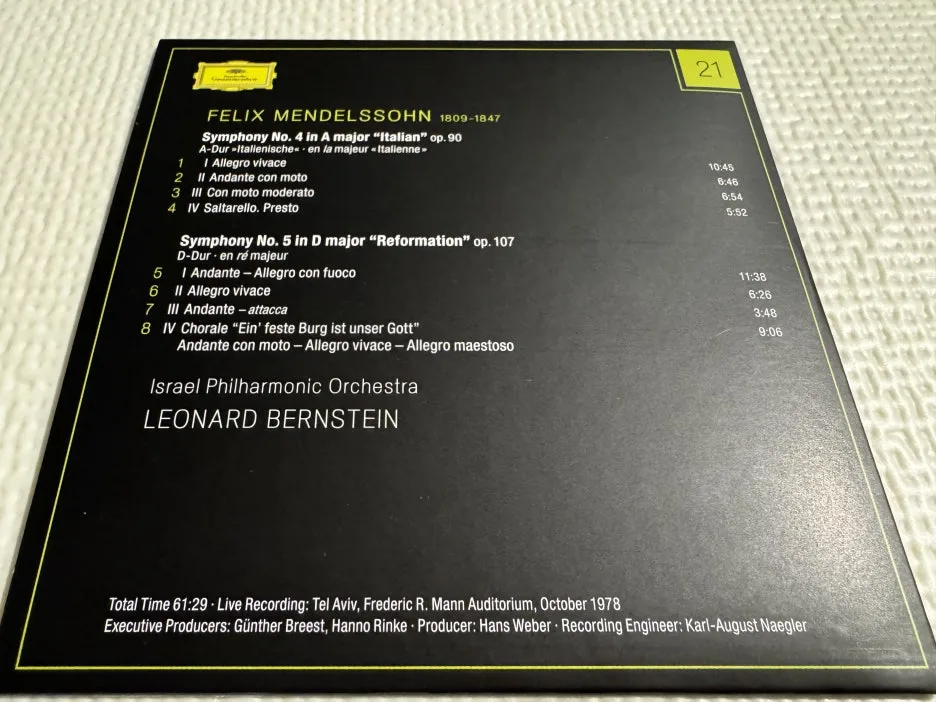 Deutsche
Grammophon
21
FELIX MENDELSSOHN 1809–1847
Symphony No. 4 in A major “Italian” op. 90
A-Dur »Italienische« · en la majeur «Italienne»
1 I Allegro vivace 10:45
2 II Andante con moto 6:46
3 III Con moto moderato 6:54
4 IV Saltarello. Presto 5:52
Symphony No. 5 in D major “Reformation” op. 107
D-Dur · en ré majeur
5 I Andante – Allegro con fuoco 11:38
6 II Allegro vivace 6:26
7 III Andante – attacca 3:48
8 IV Chorale “Ein’ feste Burg ist unser Gott” 9:06
Andante con moto – Allegro vivace – Allegro maestoso
Israel Philharmonic Orchestra
LEONARD BERNSTEIN
Total Time 61:29 · Live Recording: Tel Aviv, Frederic R. Mann Auditorium, October 1978
Executive Producers: Günther Breest, Hanno Rinke · Producer: Hans Weber · Recording Engineer: Karl-August Naegler